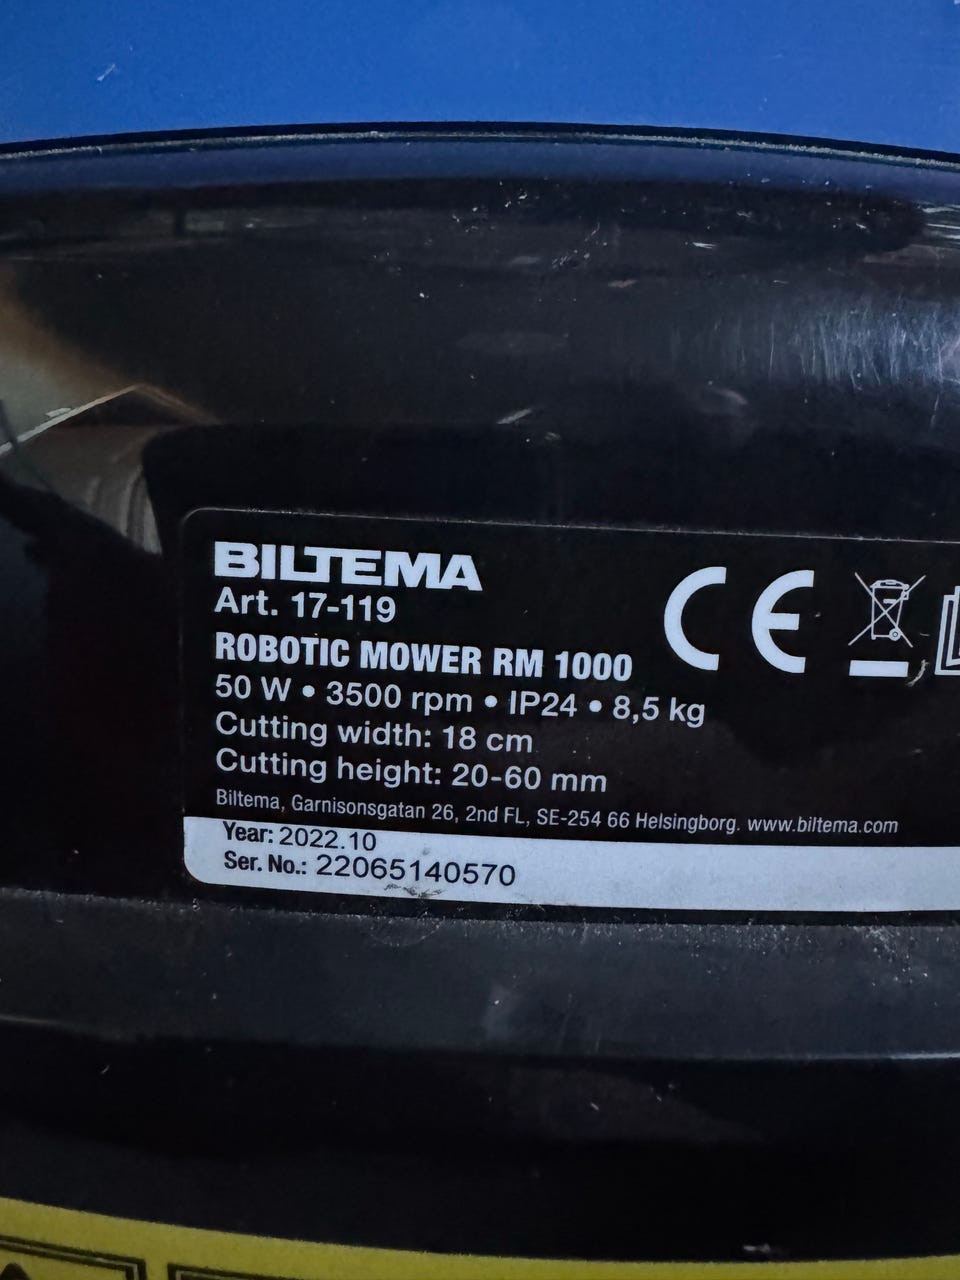 BILTEMA
Art. 17-119
ROBOTIC MOWER RM 1000
50 W • 3500 rpm • IP24 • 8,5 kg
Cutting width: 18 cm
Cutting height: 20-60 mm
Biltema, Garnisonsgatan 26, 2nd FL, SE-254 66 Helsingborg. www.biltema.com
Year: 2022.10
Ser. No.: 22065140570
CE